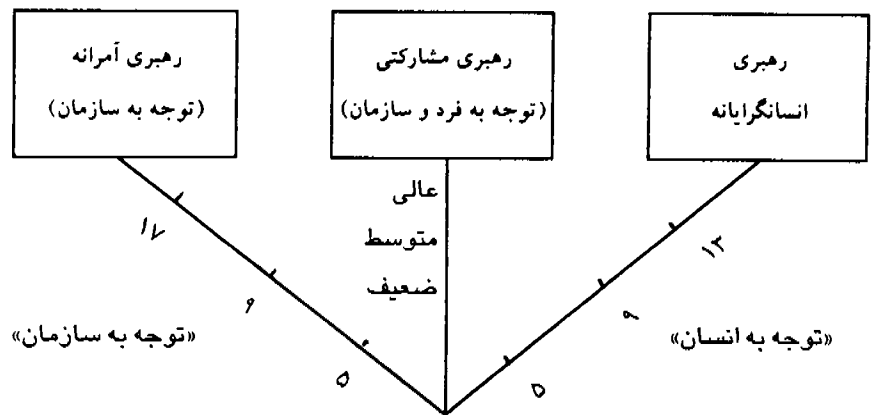 رهبری
انسانگرایانه
رهبری مشارکتی
(توجه به فرد و سازمان)
رهبری آمرانه
(توجه به سازمان)
عالی
متوسط
ضعیف
۱۳
۹
۵
«توجه به انسان»
۱۷
۹
۵
«توجه به سازمان»